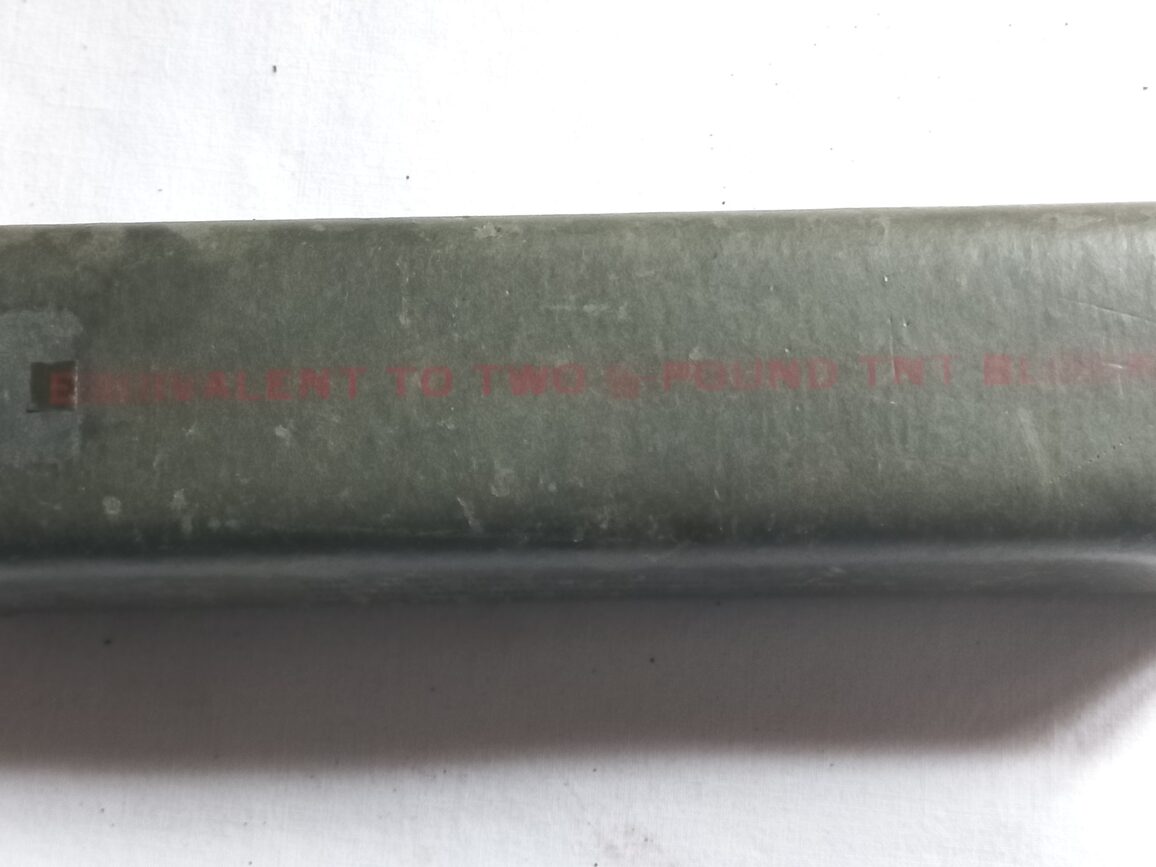 EQUIVALENT TO TWO ½-POUND TNT